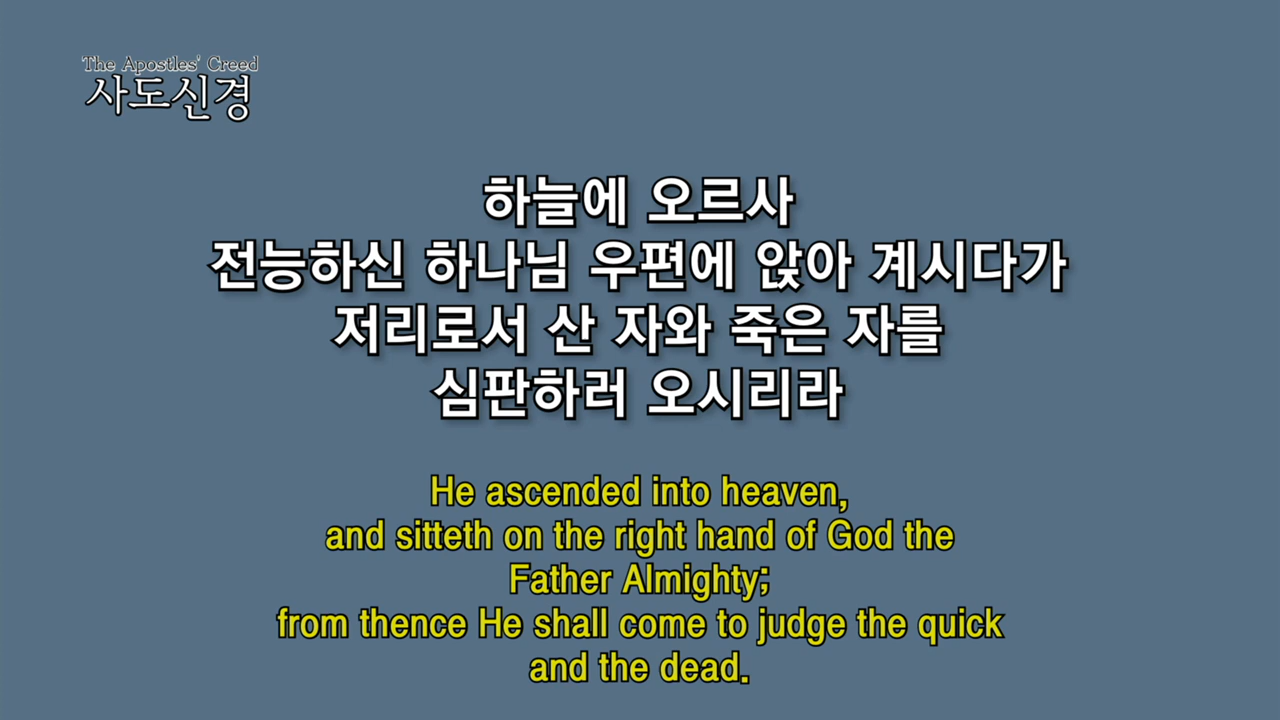 The Apostles' Creed
사도신경
하늘에 오르사
전능하신 하나님 우편에 앉아 계시다가
저리로서 산 자와 죽은 자를
심판하러 오시리라
He ascended into heaven,
and sitteth on the right hand of God the
Father Almighty;
from thence He shall come to judge the quick
and the dead.